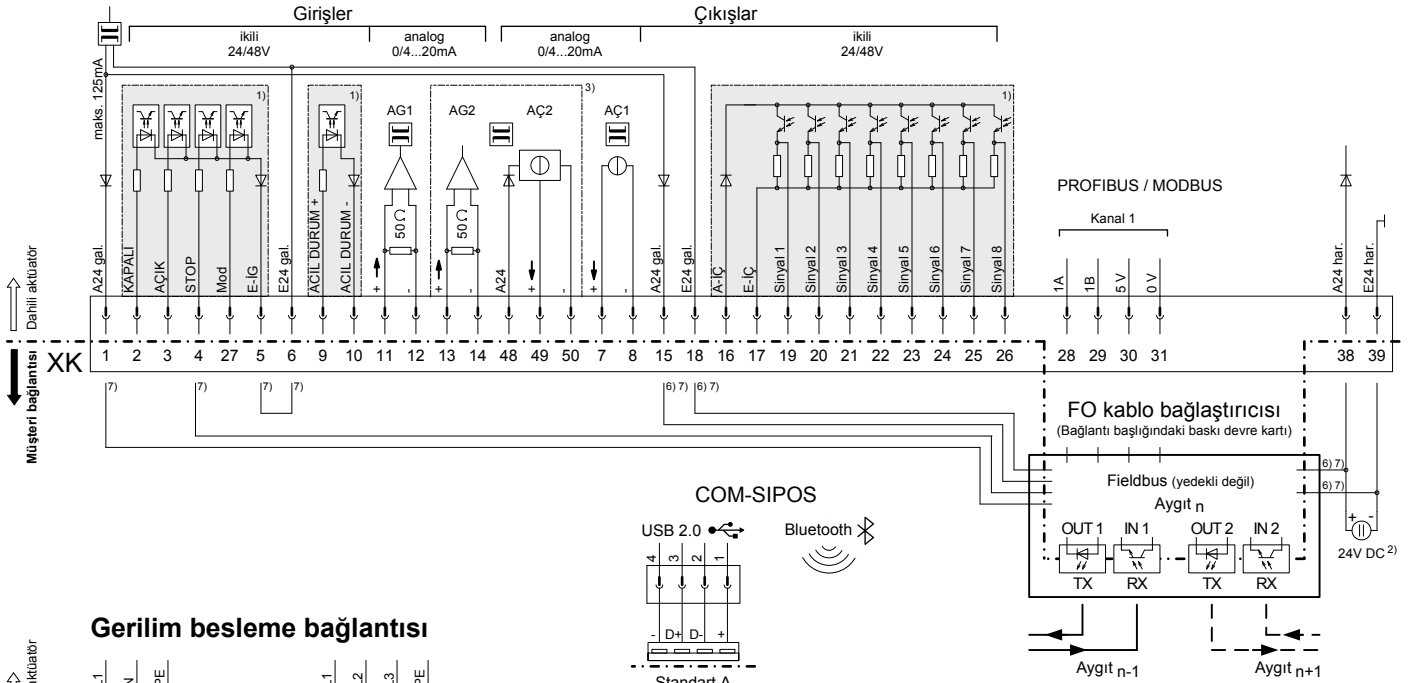 Girişler
Çıkışlar
ikili
24/48V
analog
0/4...20mA
analog
0/4...20mA
ikili
24/48V
maks. 125mA
1)
1)
3)
1)
AG1
AG2
AÇ2
AÇ1
50 Ω
50 Ω
PROFIBUS / MODBUS
Kanal 1
A24 gal.
KAPALI
AÇIK
STOP
Mod
E-İG
E24 gal.
ACİL DURUM +
ACİL DURUM -
+
-
+
-
A24
+
-
+
-
A24 gal.
E24 gal.
A-İÇ
E-İÇ
Sinyal 1
Sinyal 2
Sinyal 3
Sinyal 4
Sinyal 5
Sinyal 6
Sinyal 7
Sinyal 8
1A
1B
5 V
0 V
A24 har.
E24 har.
Dahili aktüatör
Müşteri bağlantısı
XK
1 2 3 4 27 5 6 9 10 11 12 13 14 48 49 50 7 8 15 18 16 17 19 20 21 22 23 24 25 26 28 29 30 31 38 39
7) 7) 7) 7) 6) 7) 6) 7)
FO kablo bağlaştırıcısı
(Bağlantı başlığındaki baskı devre kartı)
Fieldbus (yedekli değil)
Aygıt n
6) 7)
6) 7)
OUT 1 IN 1 OUT 2 IN 2
TX RX TX RX
+ -
24V DC 2)
Aygıt n-1
Aygıt n+1
COM-SIPOS
USB 2.0
Bluetooth
4 3 2 1
- D+ D- +
Standart A
Gerilim besleme bağlantısı
L1
N
PE
L1
L2
L3
PE